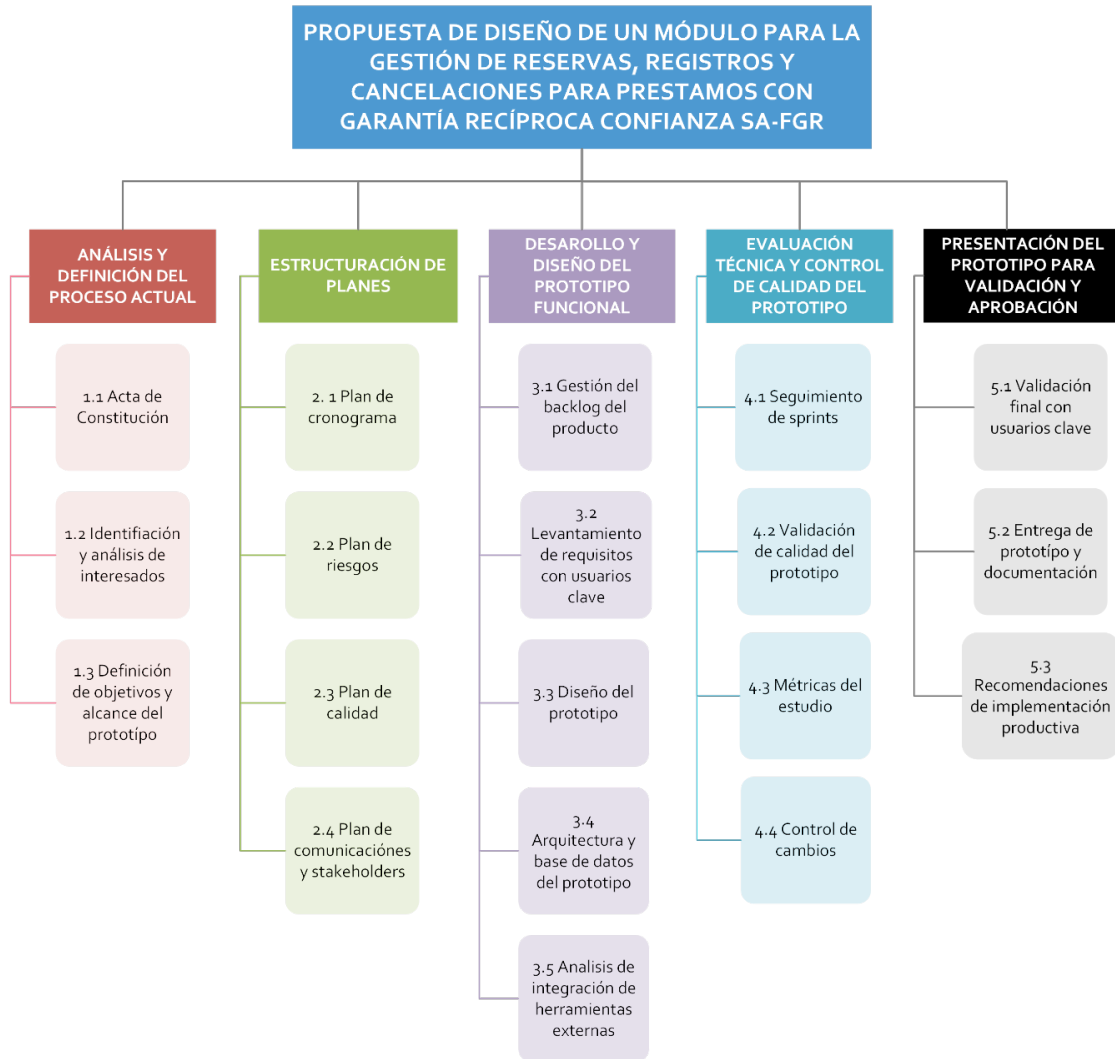 PROPUESTA DE DISEÑO DE UN MÓDULO PARA LA
GESTIÓN DE RESERVAS, REGISTROS Y
CANCELACIONES PARA PRESTAMOS CON
GARANTÍA RECÍPROCA CONFIANZA SA-FGR
ANÁLISIS Y
DEFINICIÓN DEL
PROCESO ACTUAL
1.1 Acta de
Constitución
1.2 Identifiación
y análisis de
interesados
1.3 Definición
de objetivos y
alcance del
prototípo
ESTRUCTURACIÓN DE
PLANES
2. 1 Plan de
cronograma
2.2 Plan de
riesgos
2.3 Plan de
calidad
2.4 Plan de
comunicaciónes
y stakeholders
DESAROLLO Y
DISEÑO DEL
PROTOTIPO
FUNCIONAL
3.1 Gestión del
backlog del
producto
3.2
Levantamiento
de requisitos
con usuarios
clave
3.3 Diseño del
prototipo
3.4
Arquitectura y
base de datos
del prototipo
3.5 Analisis de
integración de
herramientas
externas
EVALUACIÓN
TÉCNICA Y CONTROL
DE CALIDAD DEL
PROTOTIPO
4.1 Seguimiento
de sprints
4.2 Validación
de calidad del
prototipo
4.3 Métricas del
estudio
4.4 Control de
cambios
PRESENTACIÓN DEL
PROTOTIPO PARA
VALIDACIÓN Y
APROBACIÓN
5.1 Validación
final con
usuarios clave
5.2 Entrega de
prototípo y
documentación
5.3
Recomendaciones
de implementación
productiva